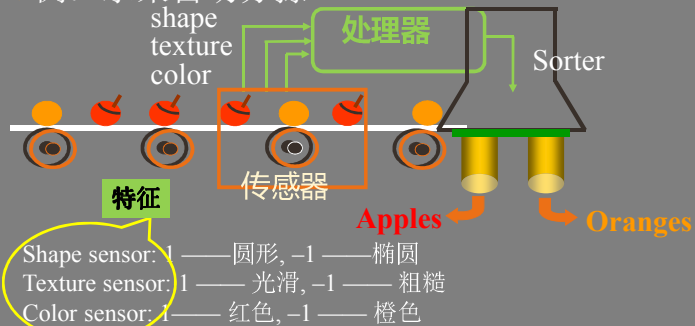 shape
texture
color
处理器
Sorter
传感器
特征
Apples
Oranges
Shape sensor: 1 ——圆形, –1 ——椭圆
Texture sensor: 1 —— 光滑, –1 —— 粗糙
Color sensor: 1—— 红色, –1 —— 橙色